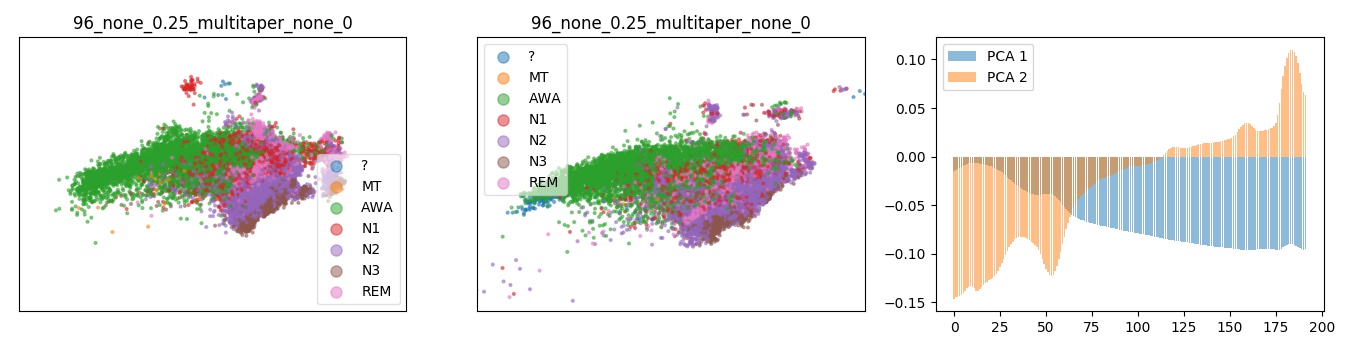 96_none_0.25_multitaper_none_0
?
MT
AWA
N1
N2
N3
REM
96_none_0.25_multitaper_none_0
?
MT
AWA
N1
N2
N3
REM
PCA 1
PCA 2
0.10
0.05
0.00
−0.05
−0.10
−0.15
0 25 50 75 100 125 150 175 200